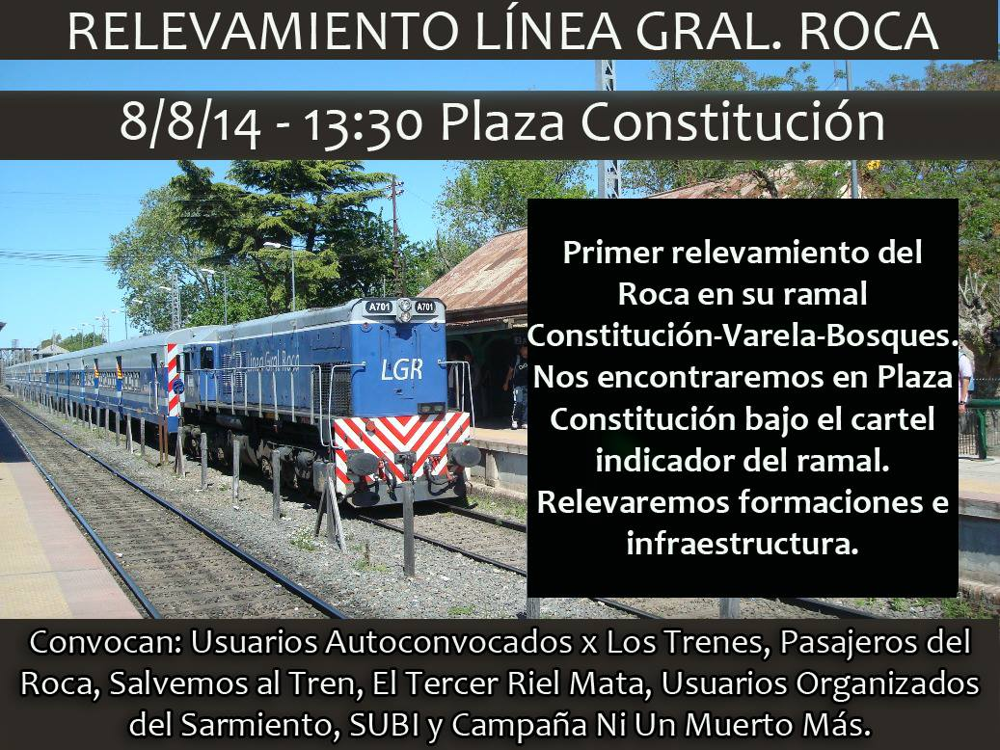 RELEVAMIENTO LÍNEA GRAL. ROCA
8/8/14 - 13:30 Plaza Constitución
Primer relevamiento del
Roca en su ramal
Constitución-Varela-Bosques.
Nos encontraremos en Plaza
Constitución bajo el cartel
indicador del ramal.
Relevaremos formaciones e
infraestructura.
A701 A701
Línea Gral. Roca
LGR
Convocan: Usuarios Autoconvocados x Los Trenes, Pasajeros del
Roca, Salvemos al Tren, El Tercer Riel Mata, Usuarios Organizados
del Sarmiento, SUBI y Campaña Ni Un Muerto Más.